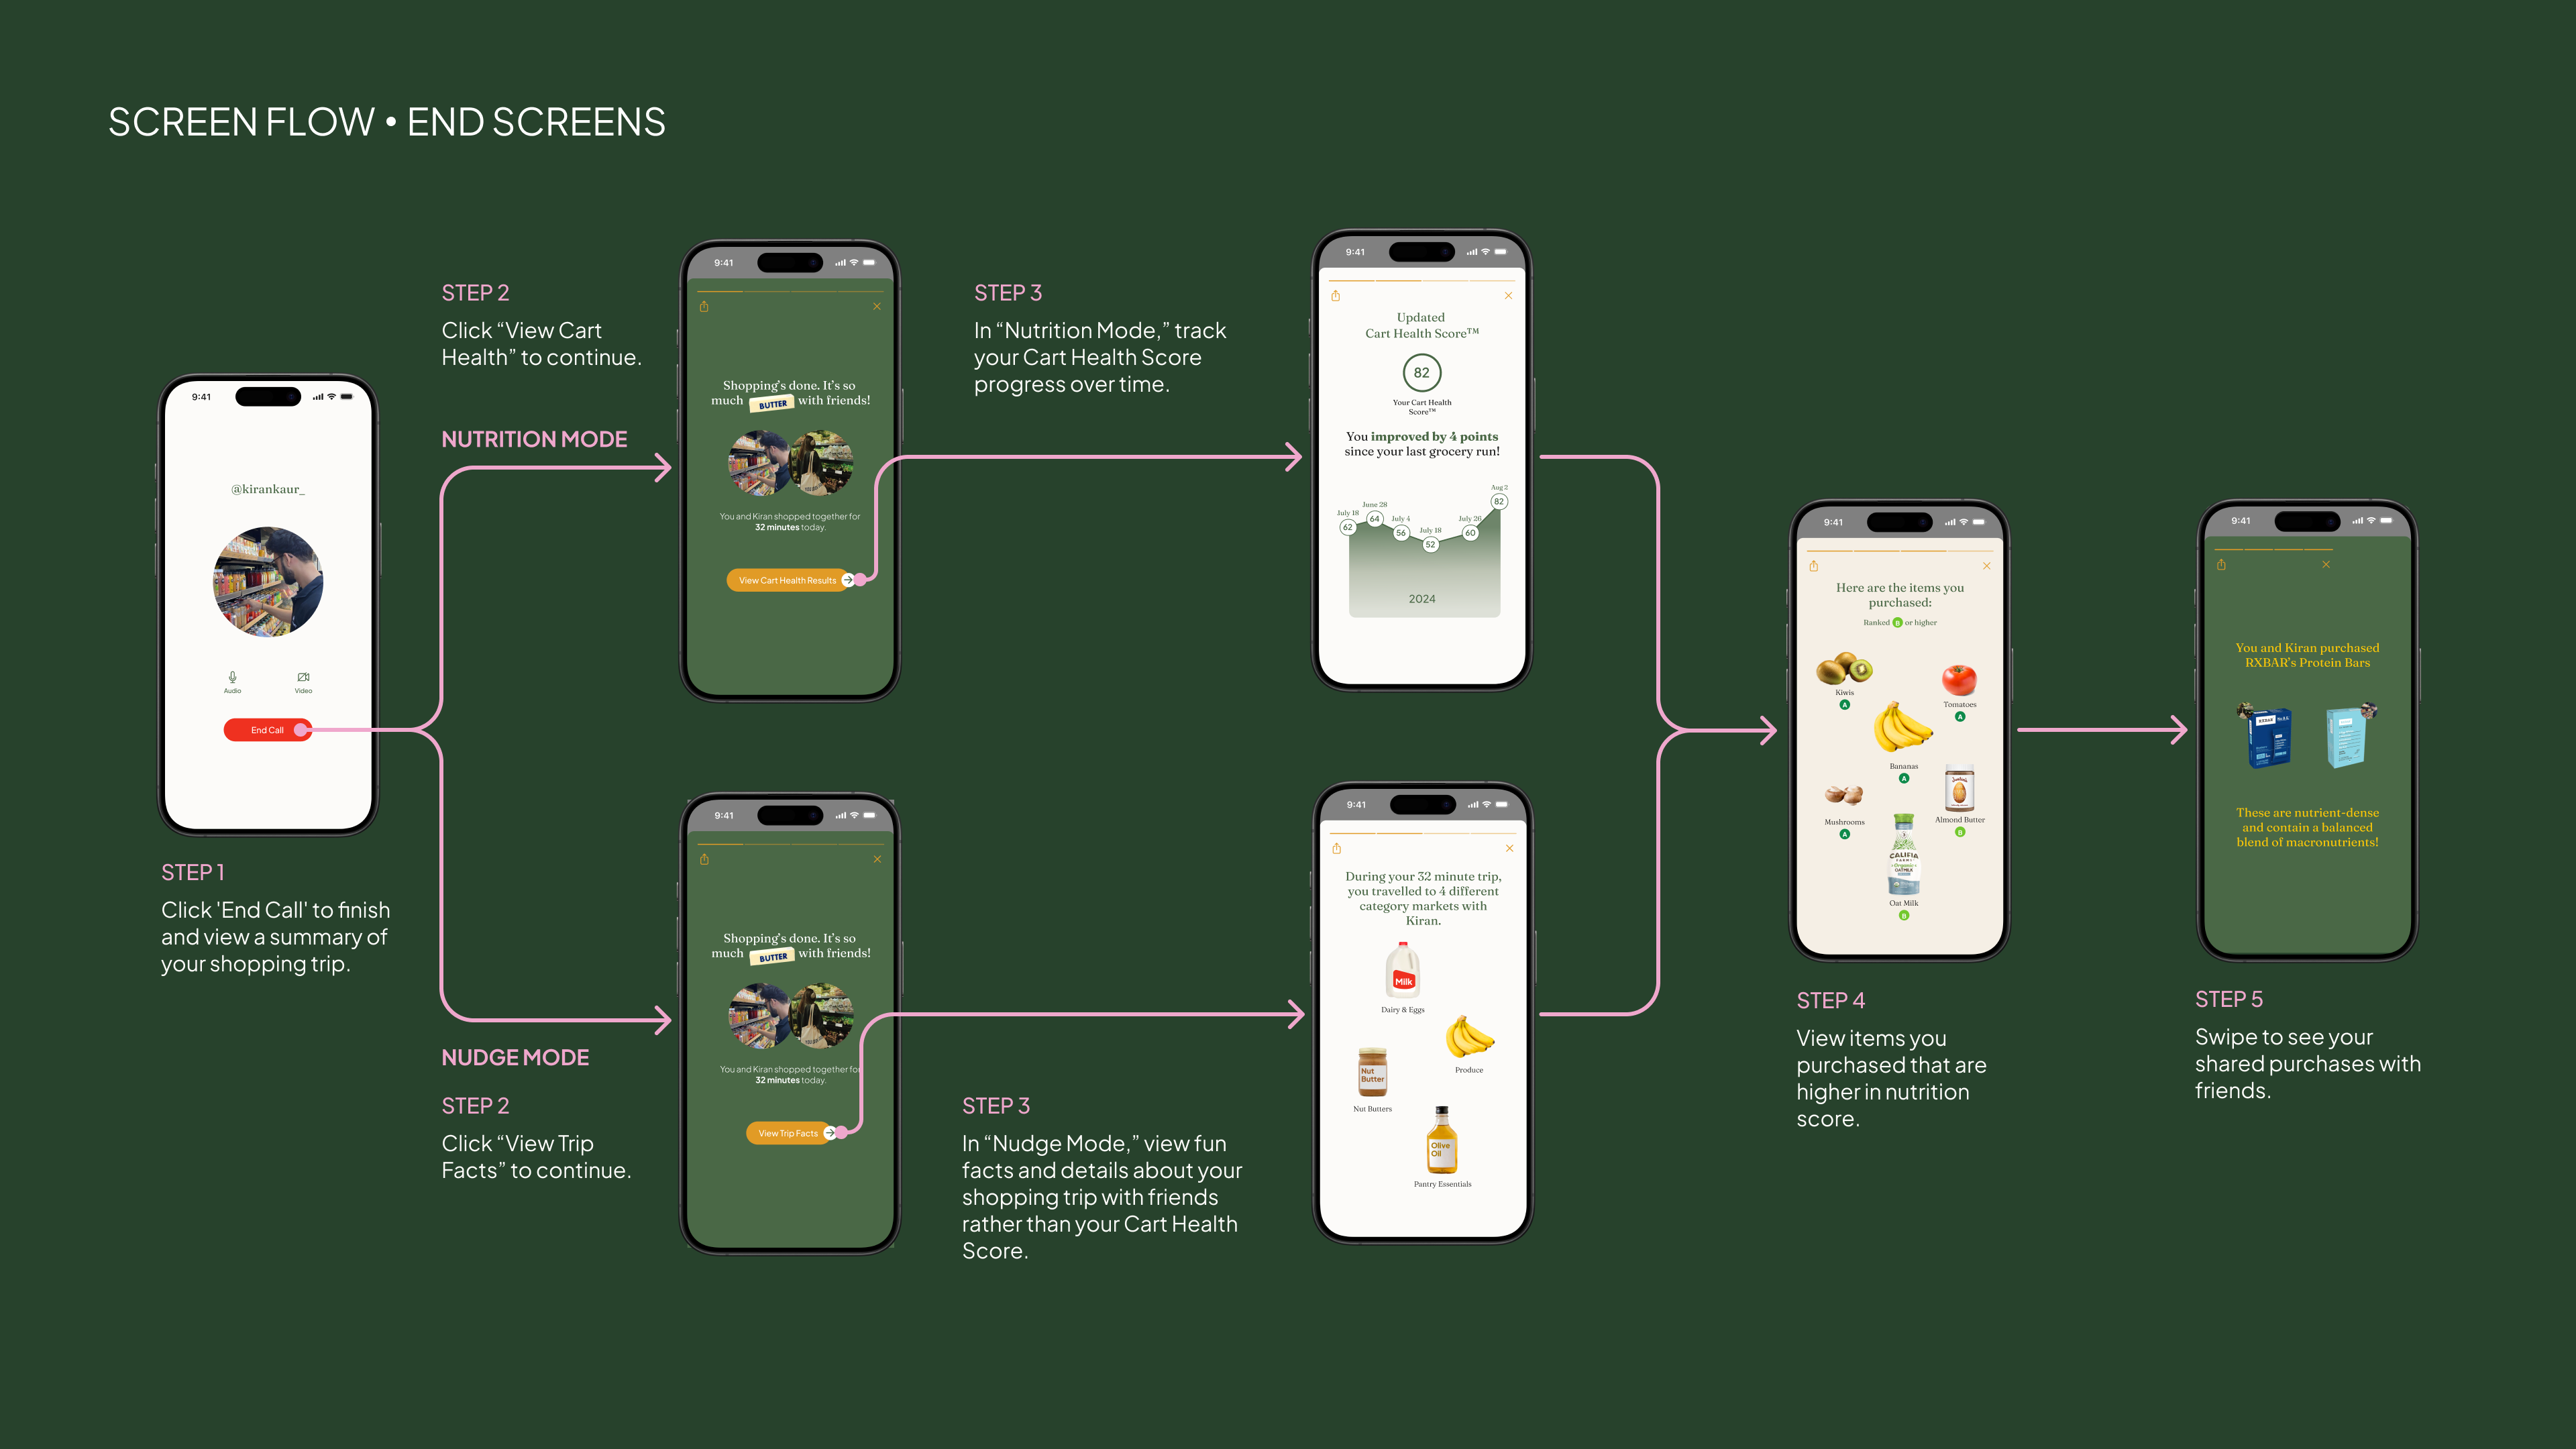 SCREEN FLOW • END SCREENS
9:41
@kirankaur_
Audio
Video
End Call
STEP 1
Click 'End Call' to finish
and view a summary of
your shopping trip.
STEP 2
Click “View Cart
Health” to continue.
NUTRITION MODE
9:41
Shopping's done. It's so
much BUTTER with friends!
You and Kiran shopped together for
32 minutes today.
View Cart Health Results
STEP 3
In “Nutrition Mode,” track
your Cart Health Score
progress over time.
9:41
Updated
Cart Health Score™
82
Your Cart Health
Score™
You improved by 4 points
since your last grocery run!
July 18
62
June 28
64
July 4
56
July 18
52
July 26
60
Aug 2
82
2024
NUDGE MODE
STEP 2
Click “View Trip
Facts” to continue.
9:41
Shopping's done. It's so
much BUTTER with friends!
You and Kiran shopped together for
32 minutes today.
View Trip Facts
STEP 3
In “Nudge Mode,” view fun
facts and details about your
shopping trip with friends
rather than your Cart Health
Score.
9:41
During your 32 minute trip,
you travelled to 4 different
category markets with
Kiran.
Milk
Dairy & Eggs
Produce
Nut
Butter
Nut Butters
Olive
Oil
Pantry Essentials
9:41
Here are the items you
purchased:
Ranked B or higher
Kiwis
A
Tomatoes
A
Bananas
A
Mushrooms
A
Almond Butter
B
CALIFIA
FARMS
Organic
OATMILK
Oat Milk
B
STEP 4
View items you
purchased that are
higher in nutrition
score.
9:41
You and Kiran purchased
RXBAR's Protein Bars
RXBAR
These are nutrient-dense
and contain a balanced
blend of macronutrients!
STEP 5
Swipe to see your
shared purchases with
friends.